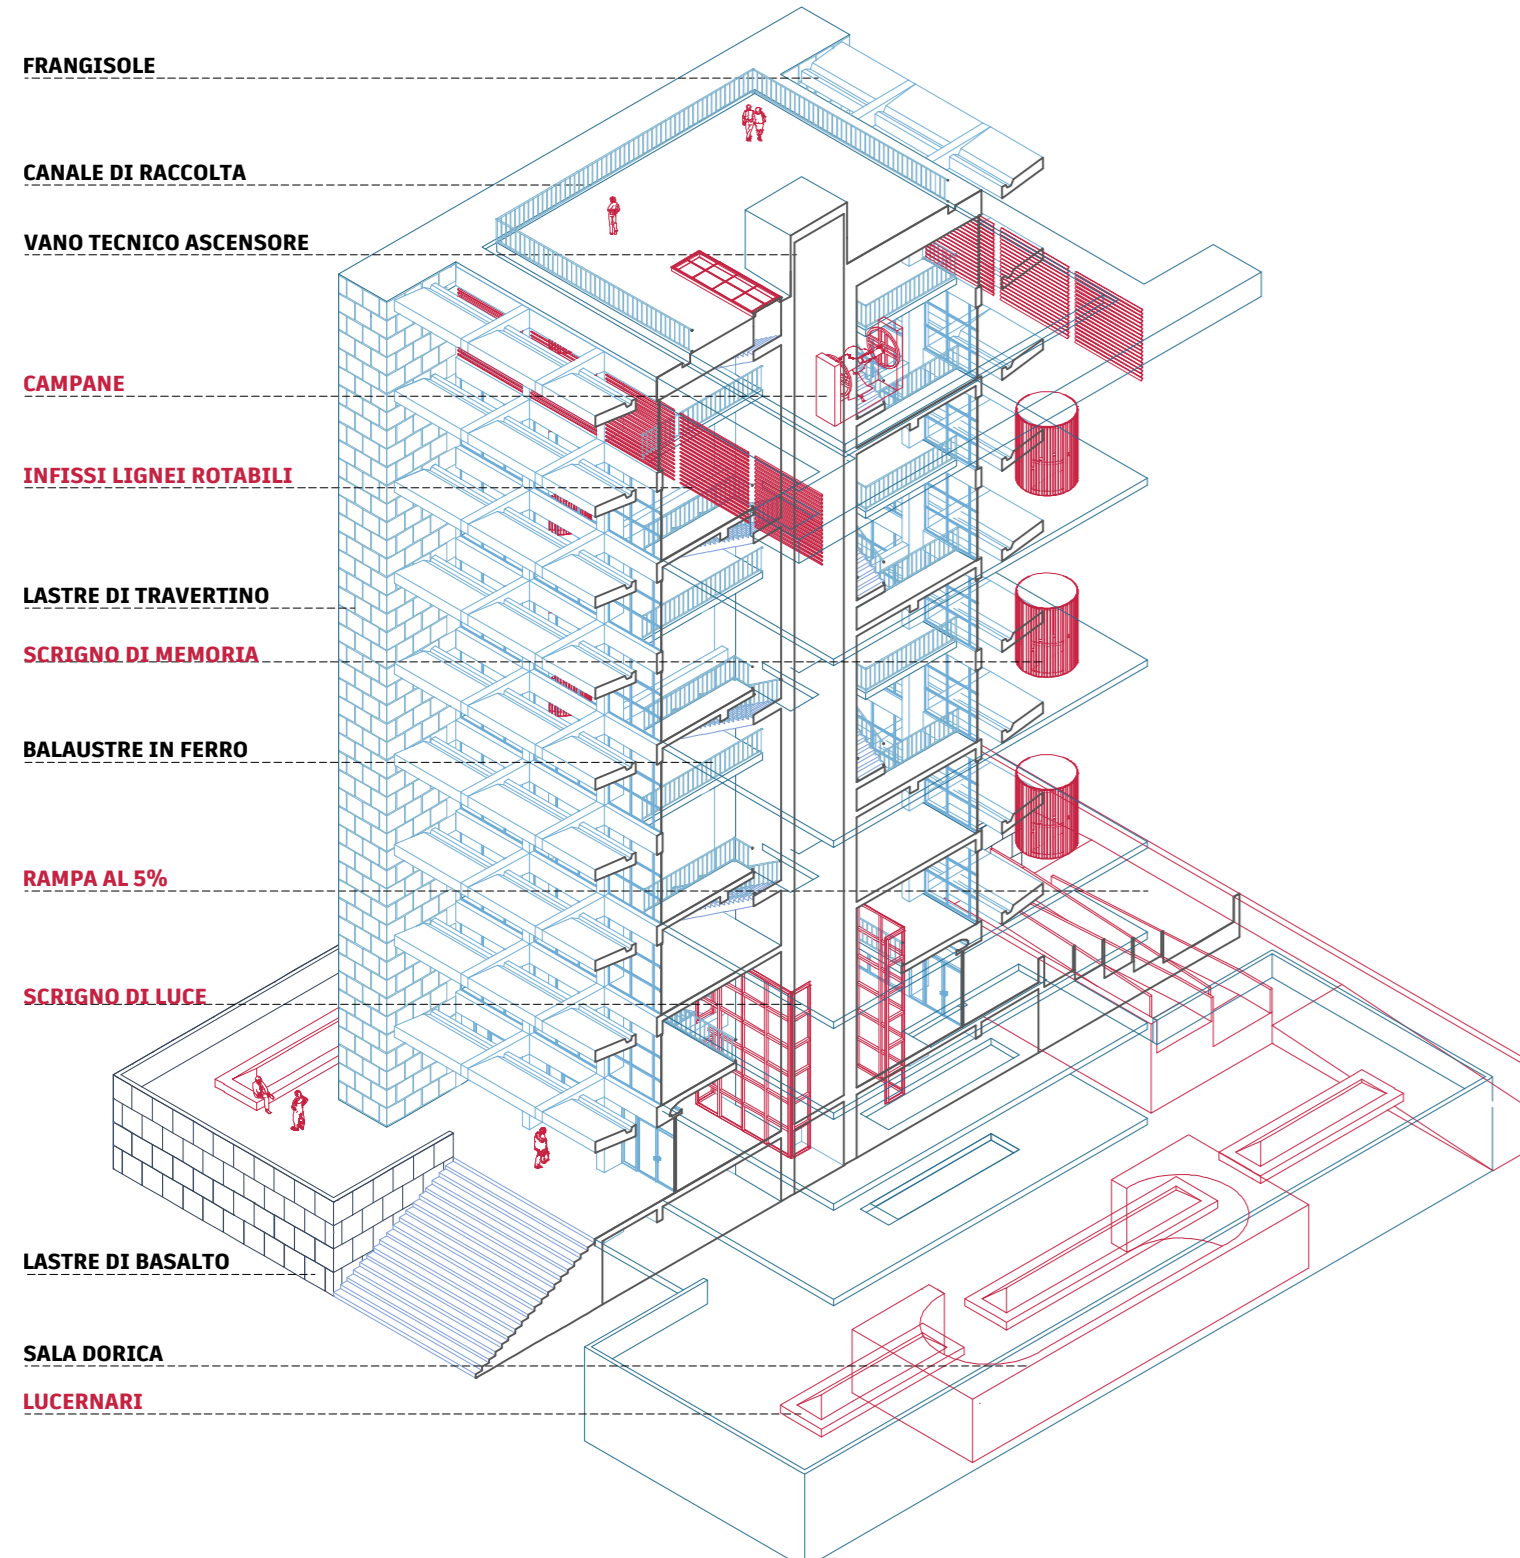 FRANGISOLE
CANALE DI RACCOLTA
VANO TECNICO ASCENSORE
CAMPANE
INFISSI LIGNEI ROTABILI
LASTRE DI TRAVERTINO
SCRIGNO DI MEMORIA
BALAUSTRE IN FERRO
RAMPA AL 5%
SCRIGNO DI LUCE
LASTRE DI BASALTO
SALA DORICA
LUCERNARI